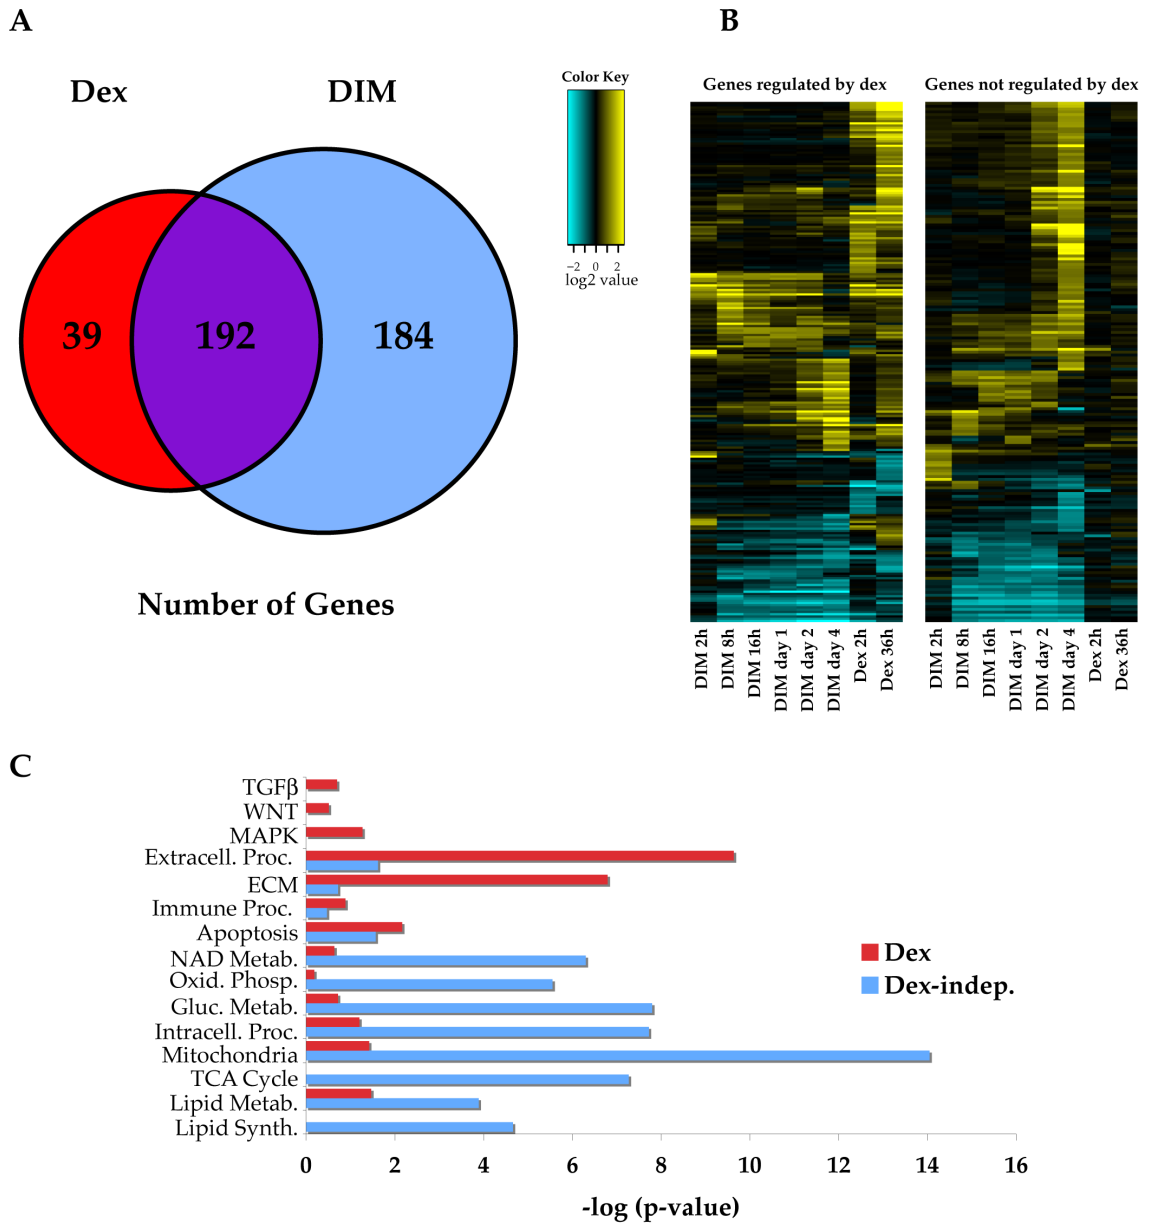 A
B
Dex
DIM
Color Key
−2 0 2
log2 value
Genes regulated by dex
Genes not regulated by dex
39
192
184
Number of Genes
DIM 2h
DIM 8h
DIM 16h
DIM day 1
DIM day 2
DIM day 4
Dex 2h
Dex 36h
DIM 2h
DIM 8h
DIM 16h
DIM day 1
DIM day 2
DIM day 4
Dex 2h
Dex 36h
C
TGFβ
WNT
MAPK
Extracell. Proc.
ECM
Immune Proc.
Apoptosis
NAD Metab.
Oxid. Phosp.
Gluc. Metab.
Intracell. Proc.
Mitochondria
TCA Cycle
Lipid Metab.
Lipid Synth.
Dex
Dex-indep.
0 2 4 6 8 10 12 14 16
-log (p-value)